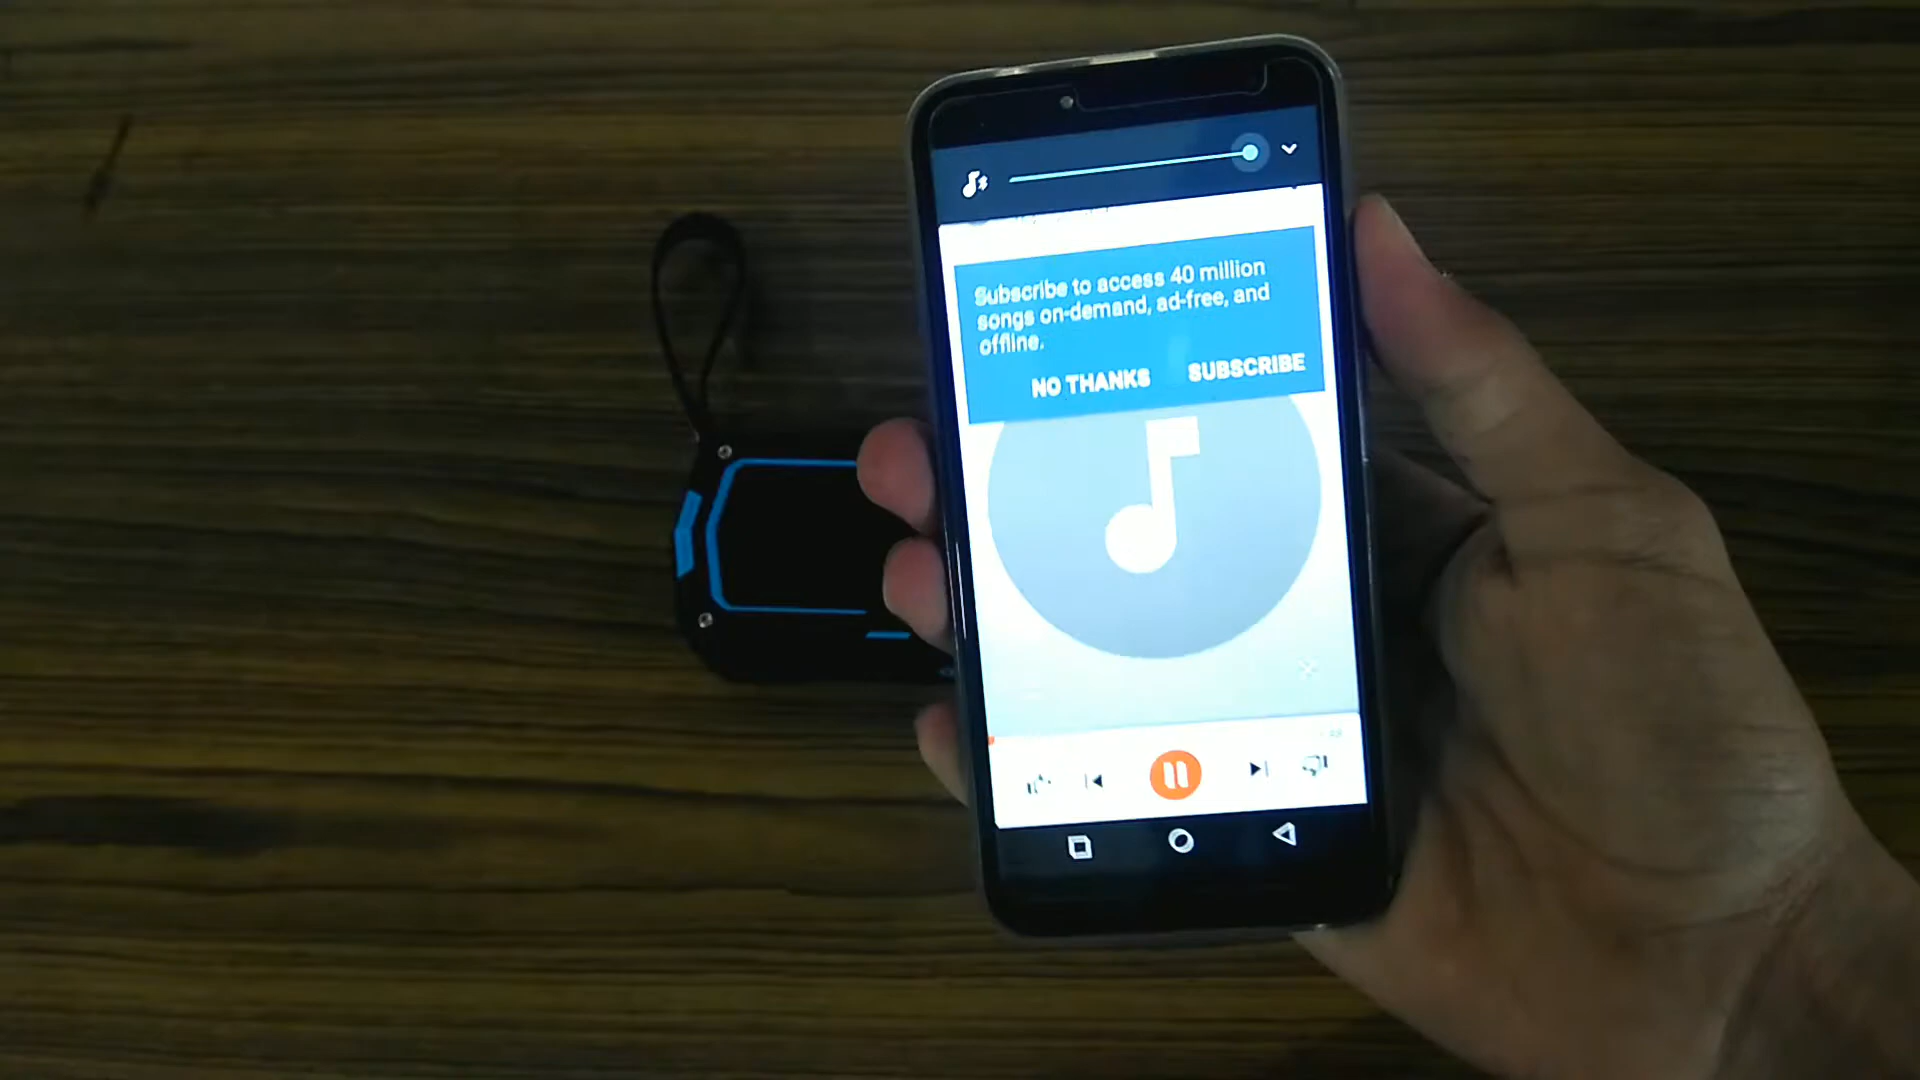 Subscribe to access 40 million
songs on-demand, ad-free, and
offline.
NO THANKS SUBSCRIBE